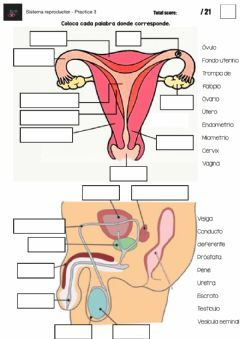 Sistema reproductor - Practica 3
Total score:
/ 21
Coloca cada palabra donde corresponde.
Óvulo
Fondo uterino
Trompa de
Falopio
Ovario
Útero
Endometrio
Miometrio
Cervix
Vagina
Vejiga
Conducto
deferente
Próstata
Pene
Uretra
Escroto
Testículo
Vesícula seminal